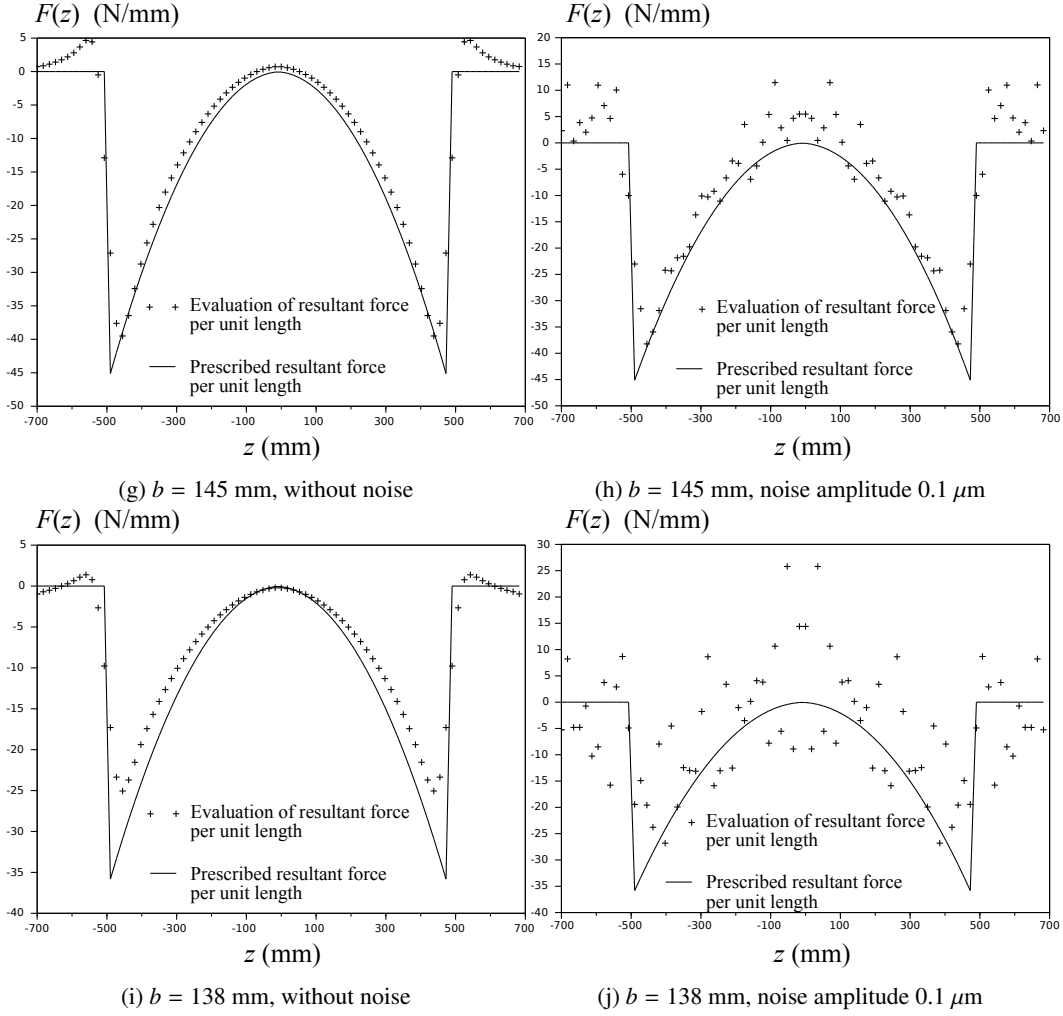 F(z) (N/mm)
5
0
-5
-10
-15
-20
-25
-30
-35
-40
-45
-50
-700 -500 -300 -100 100 300 500 700
Evaluation of resultant force
per unit length
Prescribed resultant force
per unit length
z (mm)
(g) b = 145 mm, without noise
F(z) (N/mm)
20
15
10
5
0
-5
-10
-15
-20
-25
-30
-35
-40
-45
-50
-700 -500 -300 -100 100 300 500 700
Evaluation of resultant force
per unit length
Prescribed resultant force
per unit length
z (mm)
(h) b = 145 mm, noise amplitude 0.1 μm
F(z) (N/mm)
5
0
-5
-10
-15
-20
-25
-30
-35
-40
-700 -500 -300 -100 100 300 500 700
Evaluation of resultant force
per unit length
Prescribed resultant force
per unit length
z (mm)
(i) b = 138 mm, without noise
F(z) (N/mm)
30
25
20
15
10
5
0
-5
-10
-15
-20
-25
-30
-35
-40
-700 -500 -300 -100 100 300 500 700
Evaluation of resultant force
per unit length
Prescribed resultant force
per unit length
z (mm)
(j) b = 138 mm, noise amplitude 0.1 μm